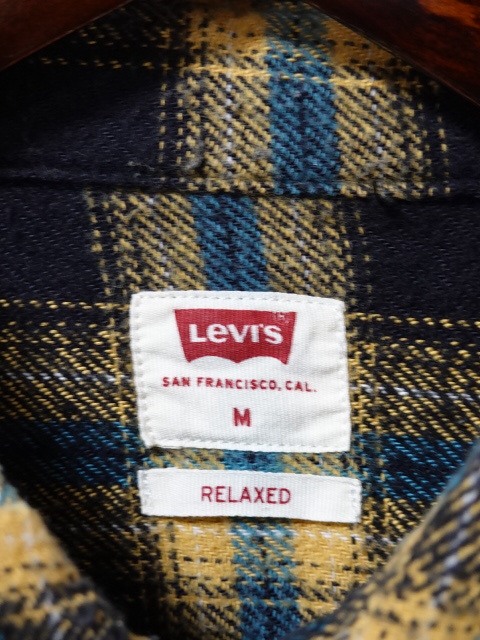 Levi's
SAN FRANCISCO, CAL.
M
RELAXED